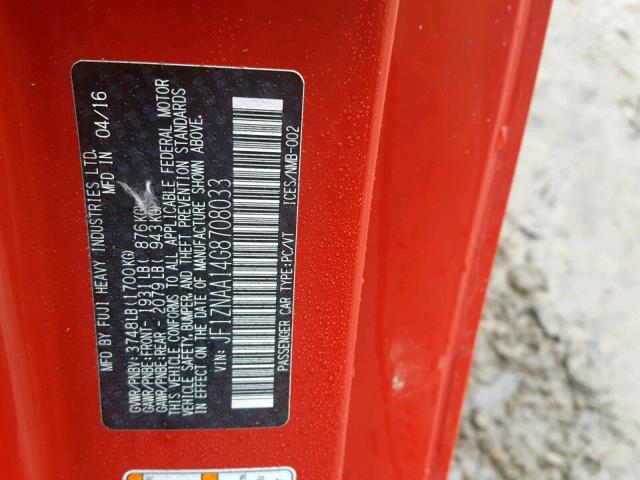 MFD BY FUJI HEAVY INDUSTRIES LTD.
MFD IN 04/16
GVWR/PNBV: 3748LB(1700KG)
GAWR/PNBE:FRONT- 1931LB( 876KG)
GAWR/PNBE:REAR - 2079LB( 943KG)
THIS VEHICLE CONFORMS TO ALL APPLICABLE FEDERAL MOTOR
VEHICLE SAFETY,BUMPER,AND THEFT PREVENTION STANDARDS
IN EFFECT ON THE DATE OF MANUFACTURE SHOWN ABOVE.
VIN: JF1ZNAA14G8708033
PASSENGER CAR TYPE:PC/VT ICES/NMB-002